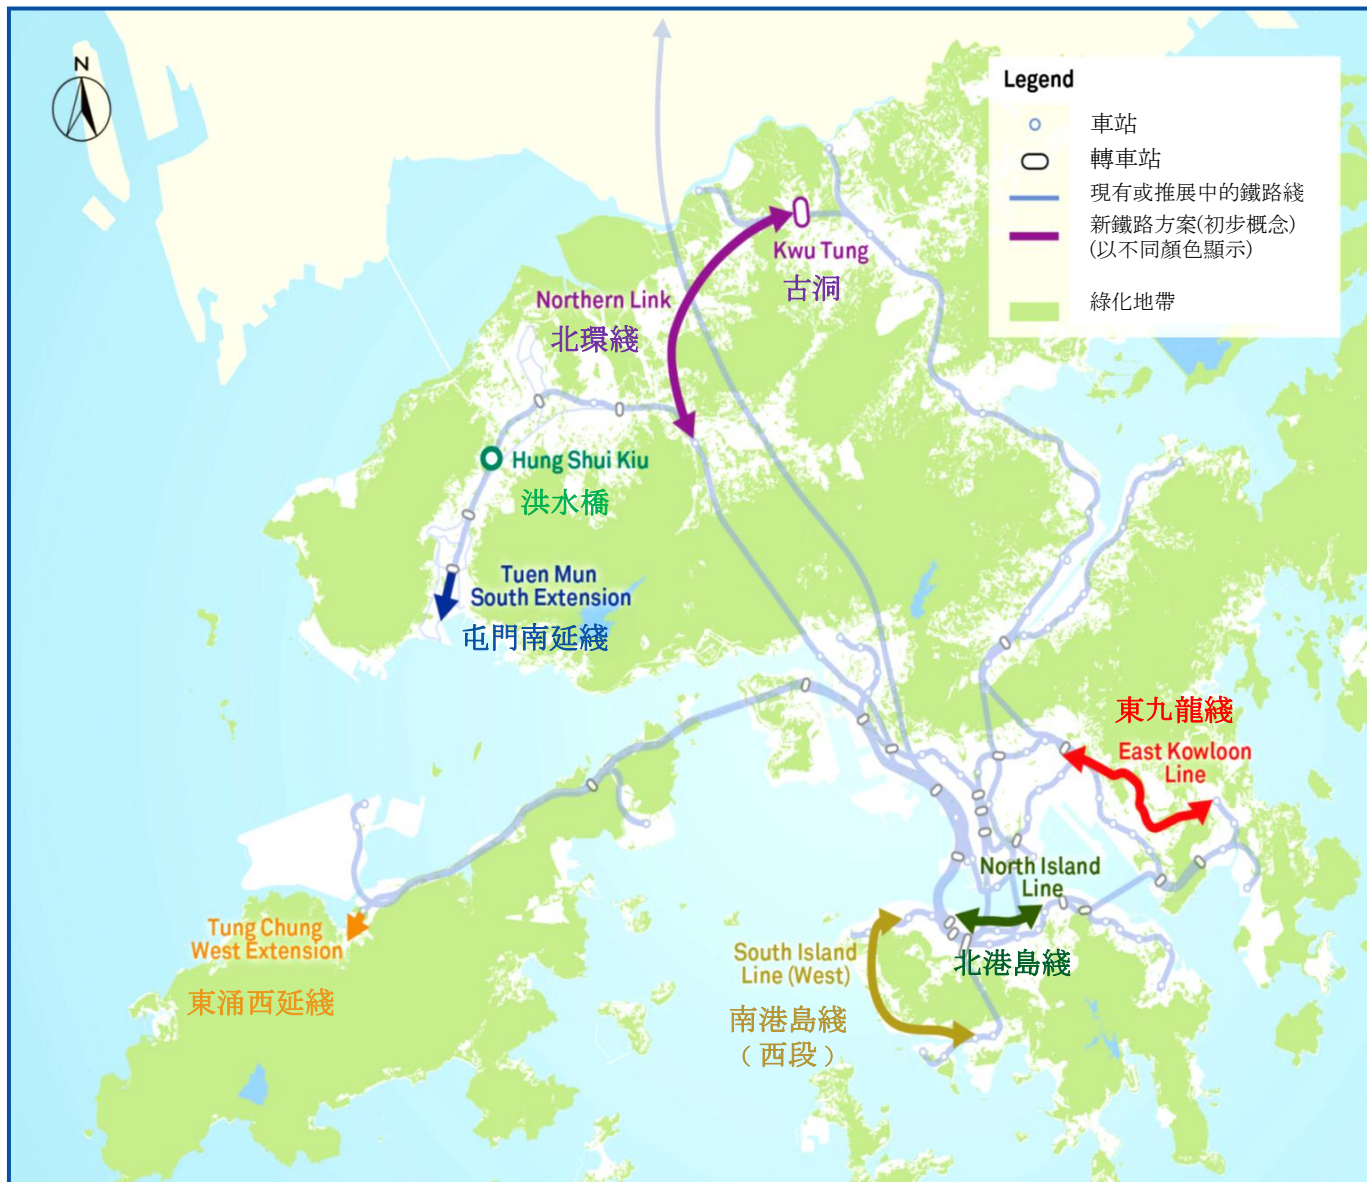 N
Legend
車站
轉車站
現有或推展中的鐵路綫
新鐵路方案(初步概念)
(以不同顏色顯示)
綠化地帶
Kwu Tung
古洞
Northern Link
北環綫
Hung Shui Kiu
洪水橋
Tuen Mun
South Extension
屯門南延綫
東九龍綫
East Kowloon
Line
North Island
Line
北港島綫
Tung Chung
West Extension
東涌西延綫
South Island
Line (West)
南港島綫
（西段）